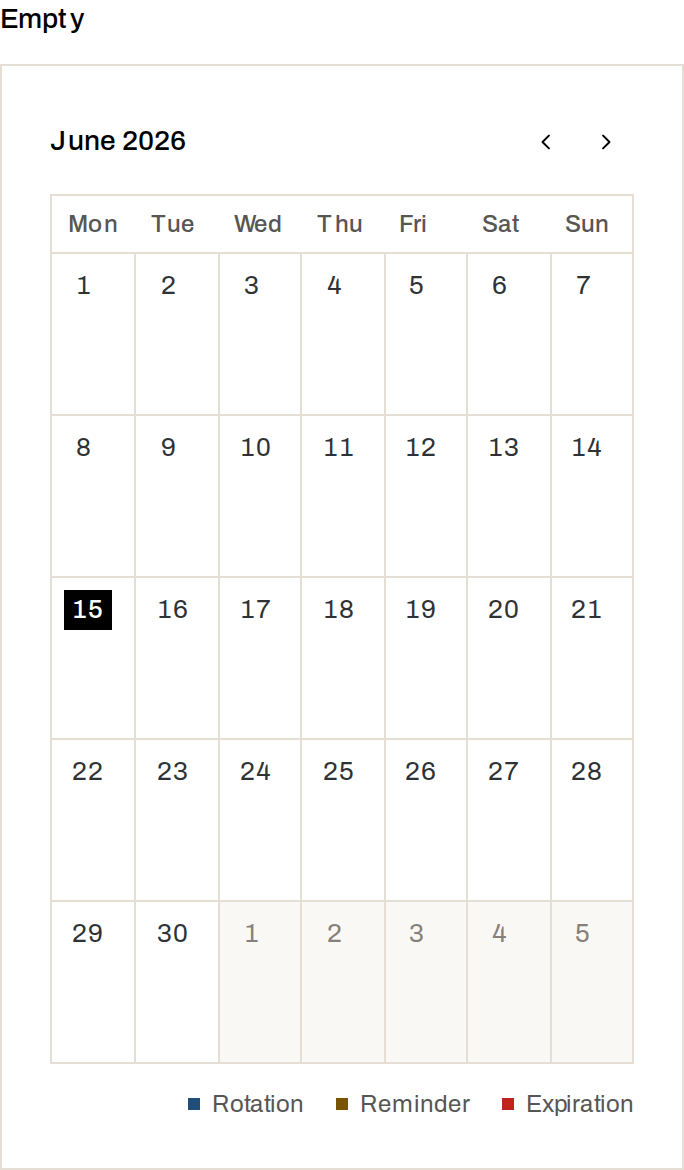 Empty
June 2026
Mon Tue Wed Thu Fri Sat Sun
1 2 3 4 5 6 7
8 9 10 11 12 13 14
15 16 17 18 19 20 21
22 23 24 25 26 27 28
29 30 1 2 3 4 5
Rotation Reminder Expiration